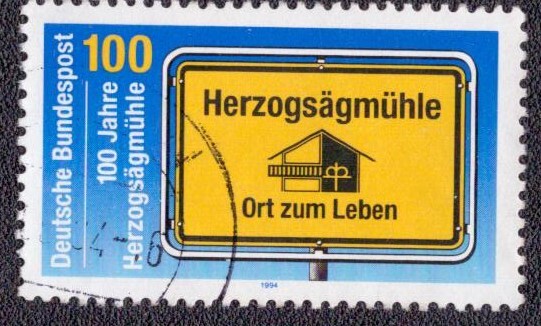 Deutsche Bundespost
100
100 Jahre
Herzogsägmühle
Herzogsägmühle
Ort zum Leben
1994